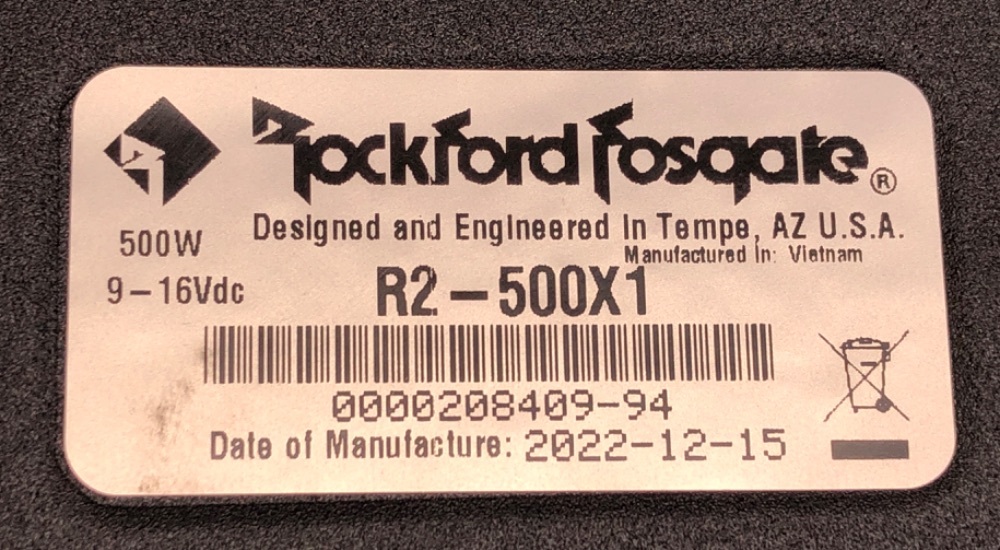 Rockford Fosgate®
500W
Designed and Engineered In Tempe, AZ U.S.A.
Manufactured In: Vietnam
9-16Vdc
R2-500X1
0000208409-94
Date of Manufacture: 2022-12-15